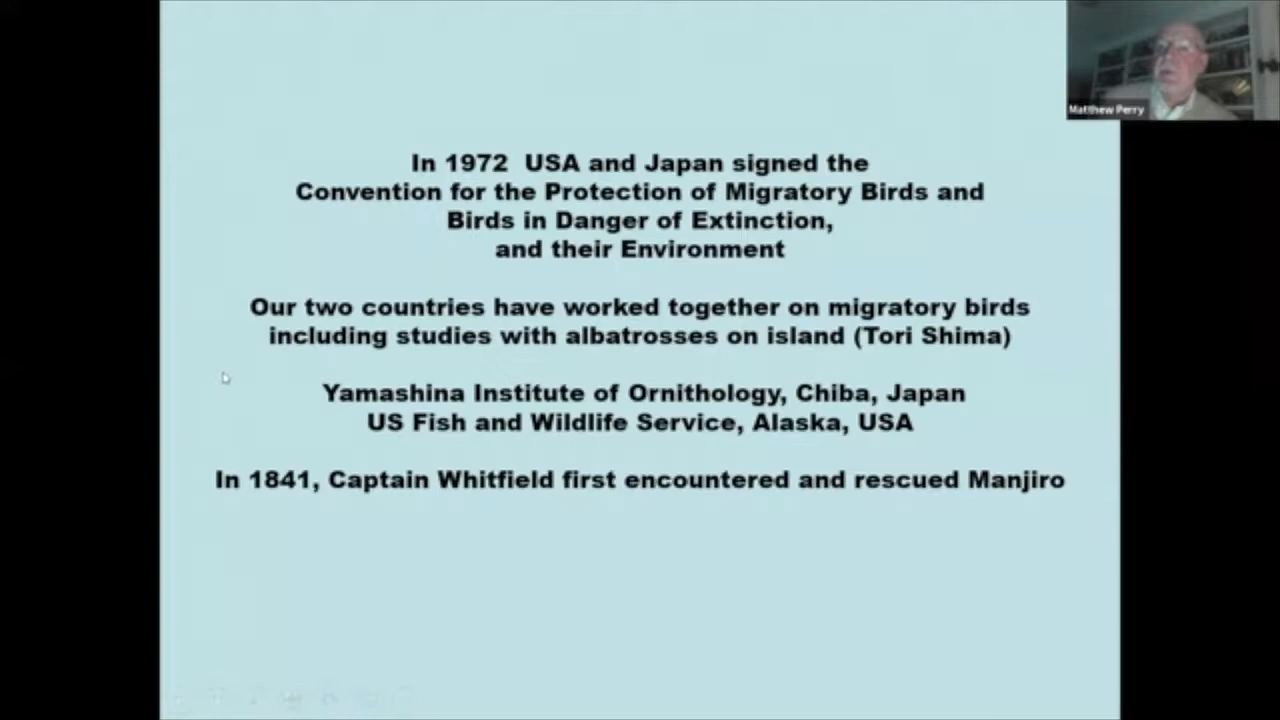 Matthew Perry
In 1972  USA and Japan signed the
Convention for the Protection of Migratory Birds and
Birds in Danger of Extinction,
and their Environment
Our two countries have worked together on migratory birds
including studies with albatrosses on island (Tori Shima)
Yamashina Institute of Ornithology, Chiba, Japan
US Fish and Wildlife Service, Alaska, USA
In 1841, Captain Whitfield first encountered and rescued Manjiro